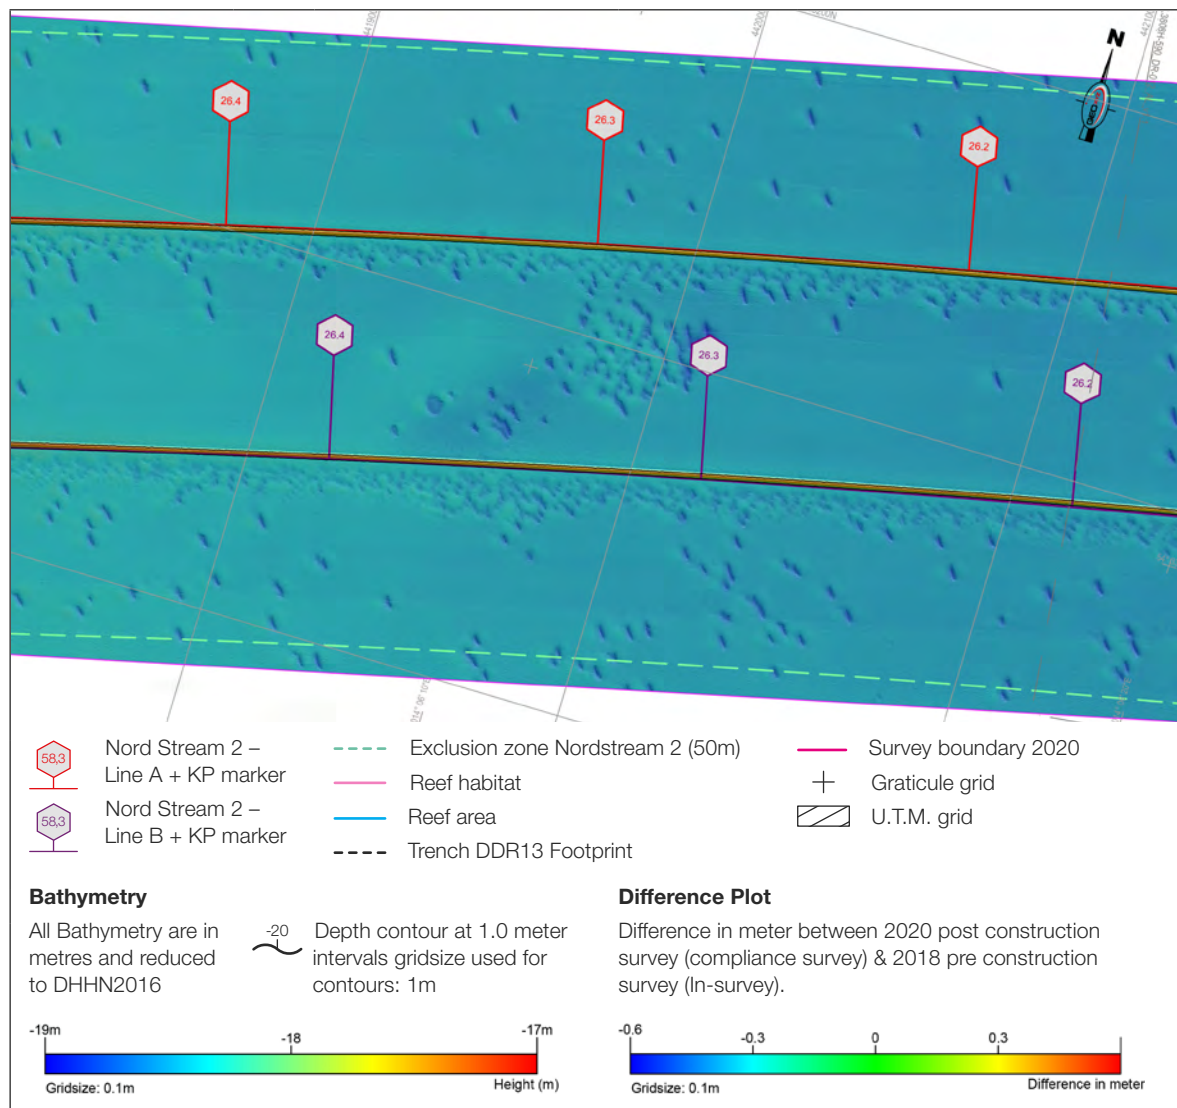 441900
442000
442100
N
26.4
26.3
26.2
26.4
26.3
26.2
58,3
Nord Stream 2 –
Line A + KP marker
58,3
Nord Stream 2 –
Line B + KP marker
Exclusion zone Nordstream 2 (50m)
Reef habitat
Reef area
Trench DDR13 Footprint
Survey boundary 2020
Graticule grid
U.T.M. grid
Bathymetry
All Bathymetry are in
metres and reduced
to DHHN2016
-20
Depth contour at 1.0 meter
intervals gridsize used for
contours: 1m
-19m
-18
-17m
Gridsize: 0.1m
Height (m)
Difference Plot
Difference in meter between 2020 post construction
survey (compliance survey) & 2018 pre construction
survey (In-survey).
-0.6
-0.3
0
0.3
Gridsize: 0.1m
Difference in meter